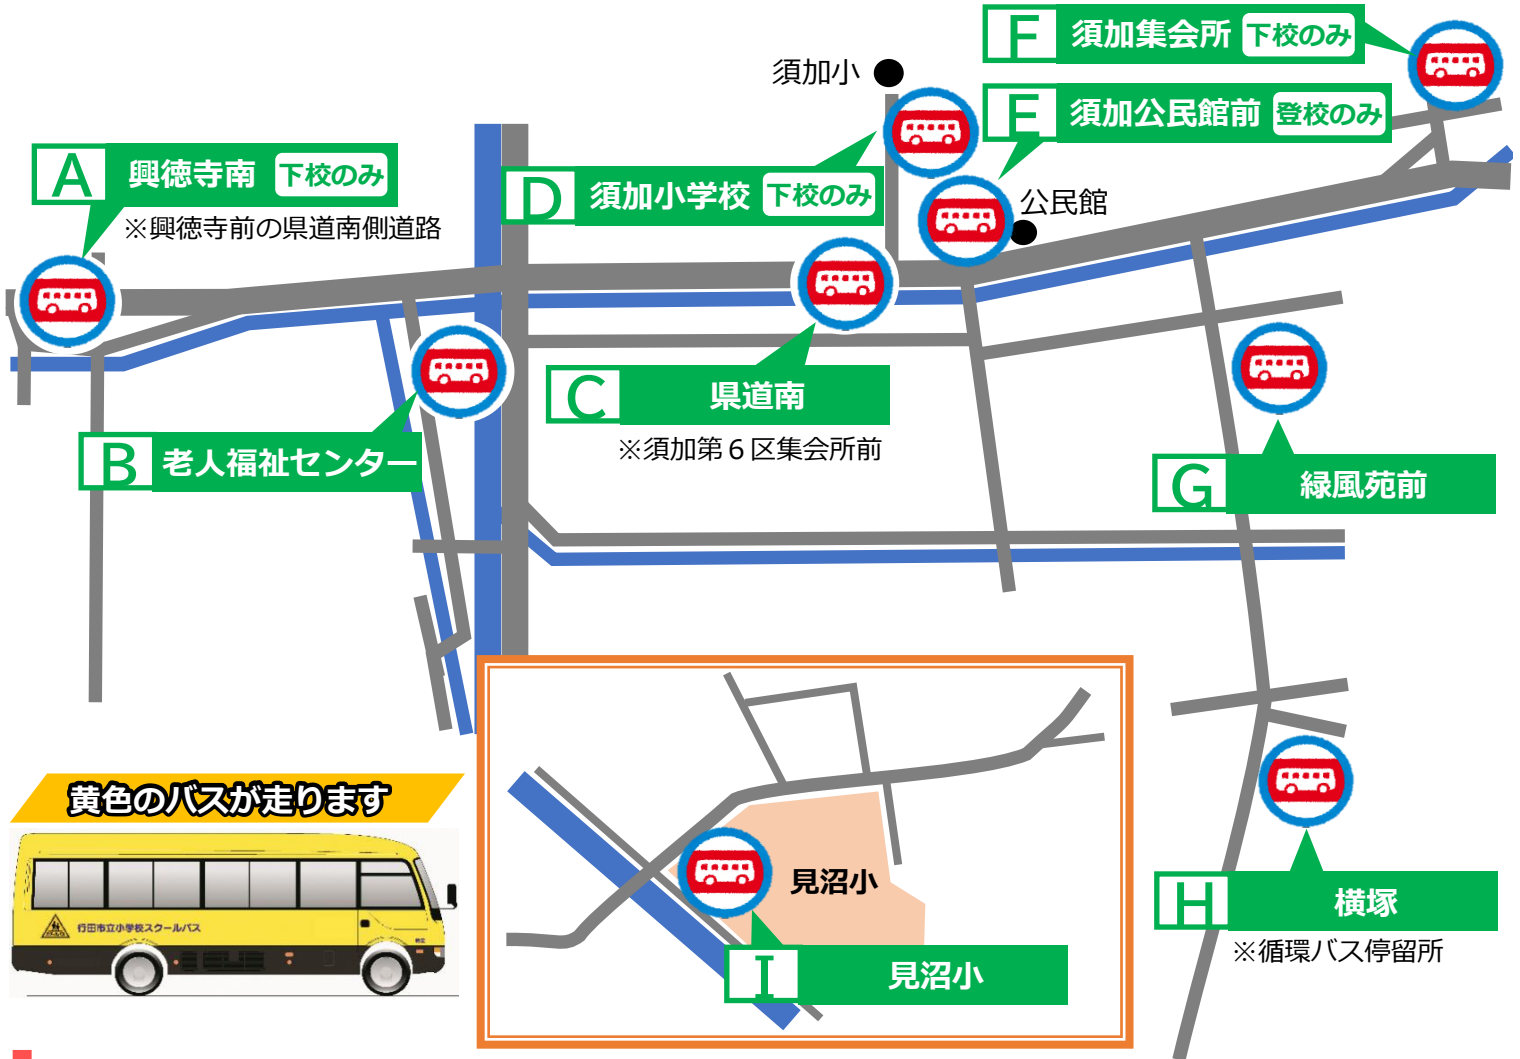 F 須加集会所 下校のみ
須加小
E 須加公民館前 登校のみ
A 興徳寺南 下校のみ
※興徳寺前の県道南側道路
D 須加小学校 下校のみ
公民館
C 県道南
※須加第６区集会所前
B 老人福祉センター
G 緑風苑前
黄色のバスが走ります
行田市立小学校スクールバス
見沼小
H 横塚
※循環バス停留所
I 見沼小